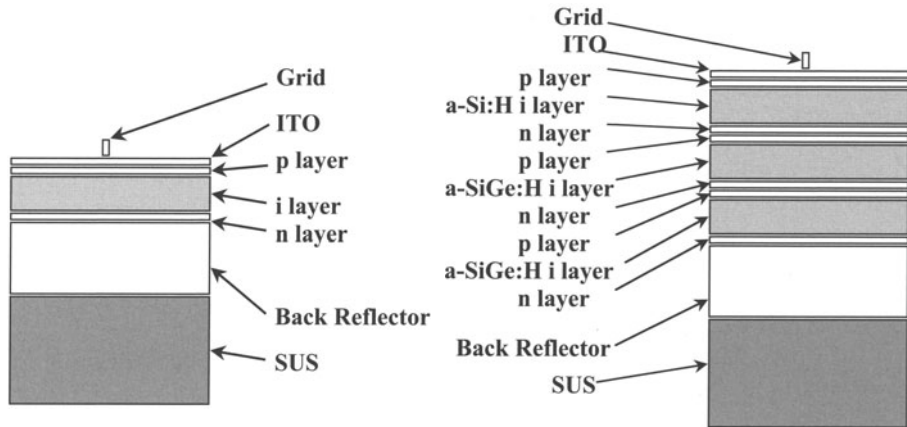 Grid
ITO
p layer
i layer
n layer
Back Reflector
SUS
Grid
ITO
p layer
a-Si:H i layer
n layer
p layer
a-SiGe:H i layer
n layer
p layer
a-SiGe:H i layer
n layer
Back Reflector
SUS